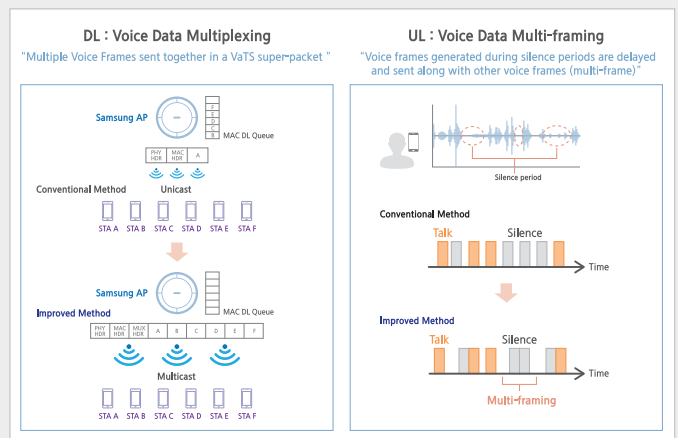 DL : Voice Data Multiplexing
"Multiple Voice Frames sent together in a VaTS super-packet "
Samsung AP
F
E
D
C
B
MAC DL Queue
PHY HDR
MAC HDR
A
Conventional Method
Unicast
STA A
STA B
STA C
STA D
STA E
STA F
Samsung AP
MAC DL Queue
Improved Method
PHY HDR
MAC HDR
MUX HDR
A
B
C
D
E
F
Multicast
STA A
STA B
STA C
STA D
STA E
STA F
UL : Voice Data Multi-framing
"Voice frames generated during silence periods are delayed
and sent along with other voice frames (multi-frame)"
Silence period
Conventional Method
Talk
Silence
Time
Improved Method
Talk
Silence
Time
Multi-framing